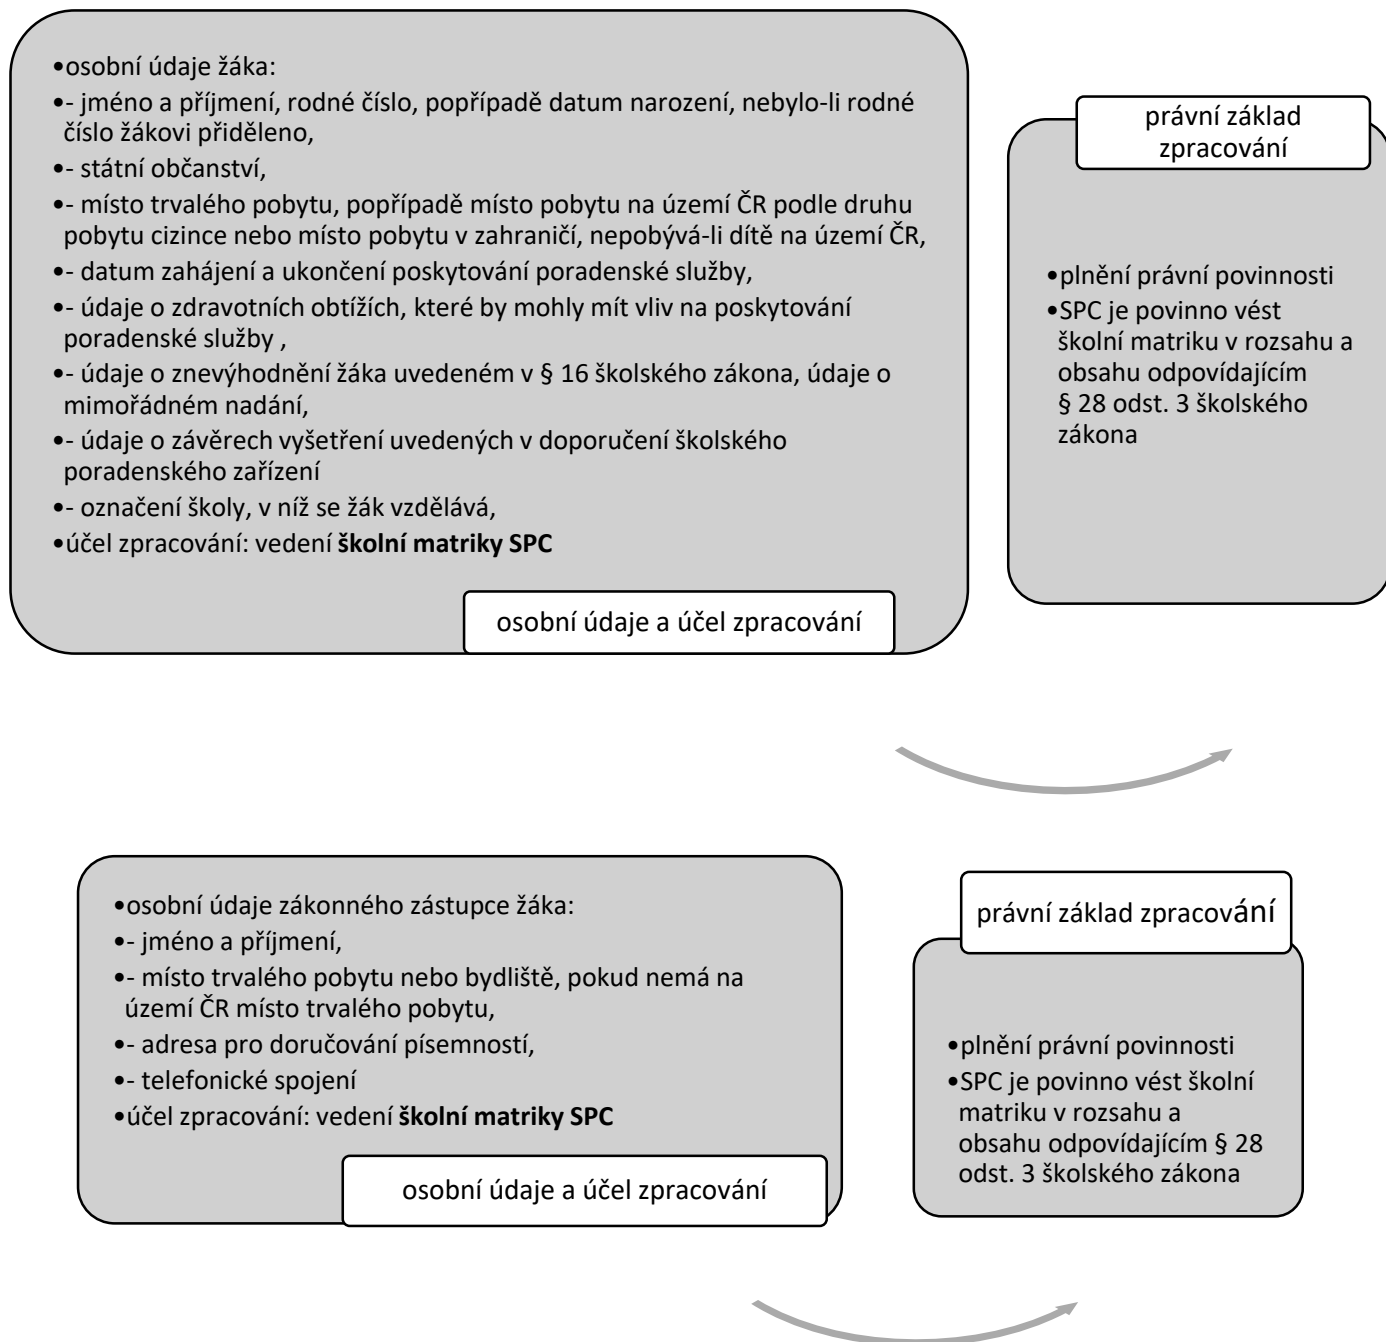 •osobní údaje žáka:
•- jméno a příjmení, rodné číslo, popřípadě datum narození, nebylo-li rodné
číslo žákovi přiděleno,
•- státní občanství,
•- místo trvalého pobytu, popřípadě místo pobytu na území ČR podle druhu
pobytu cizince nebo místo pobytu v zahraničí, nepobývá-li dítě na území ČR,
•- datum zahájení a ukončení poskytování poradenské služby,
•- údaje o zdravotních obtížích, které by mohly mít vliv na poskytování
poradenské služby ,
•- údaje o znevýhodnění žáka uvedeném v § 16 školského zákona, údaje o
mimořádném nadání,
•- údaje o závěrech vyšetření uvedených v doporučení školského
poradenského zařízení
•- označení školy, v níž se žák vzdělává,
•účel zpracování: vedení školní matriky SPC
osobní údaje a účel zpracování
právní základ
zpracování
•plnění právní povinnosti
•SPC je povinno vést
školní matriku v rozsahu a
obsahu odpovídajícím
§ 28 odst. 3 školského
zákona
•osobní údaje zákonného zástupce žáka:
•- jméno a příjmení,
•- místo trvalého pobytu nebo bydliště, pokud nemá na
území ČR místo trvalého pobytu,
•- adresa pro doručování písemností,
•- telefonické spojení
•účel zpracování: vedení školní matriky SPC
osobní údaje a účel zpracování
právní základ zpracování
•plnění právní povinnosti
•SPC je povinno vést školní
matriku v rozsahu a
obsahu odpovídajícím § 28
odst. 3 školského zákona